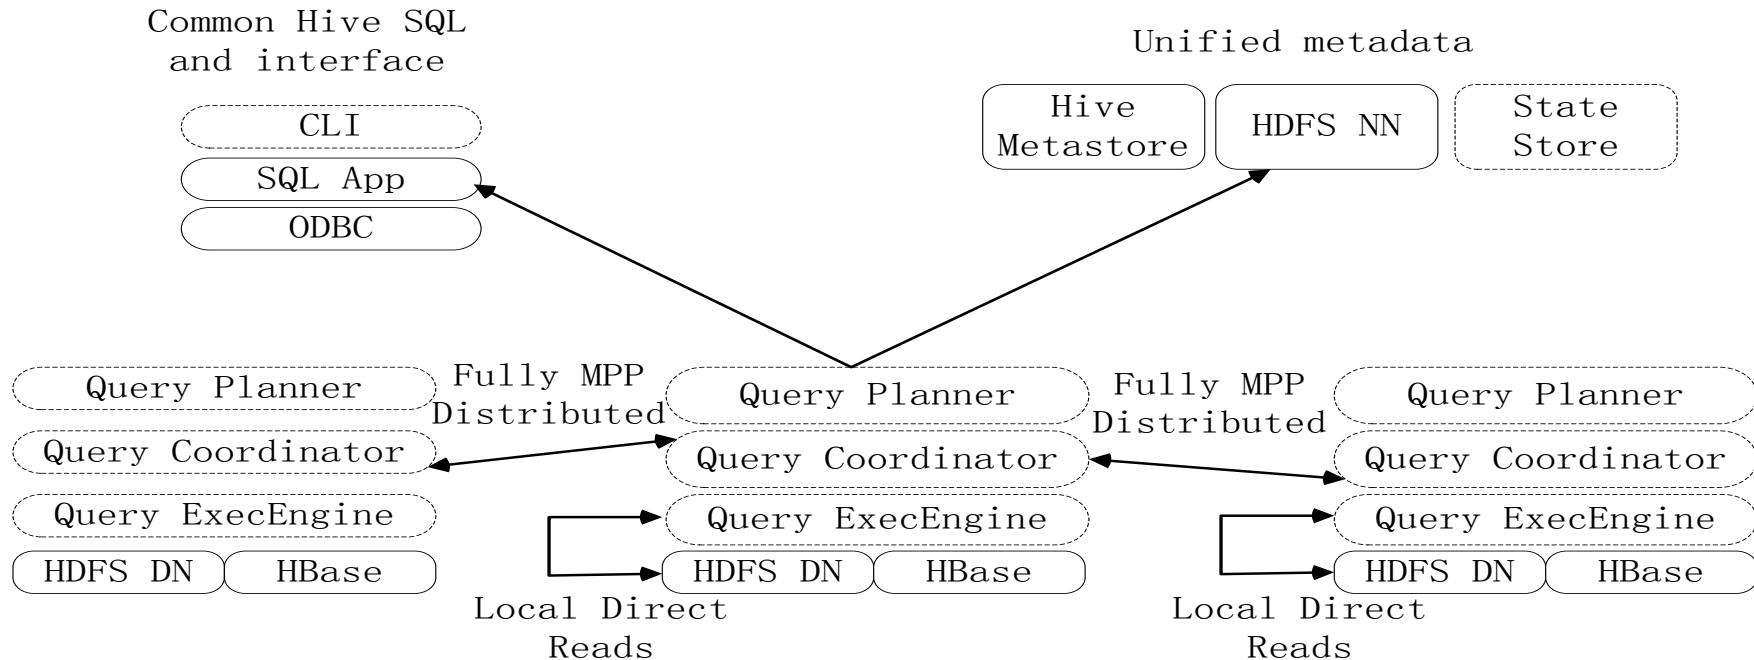 Common Hive SQL
and interface
CLI
SQL App
ODBC
Unified metadata
Hive
Metastore
HDFS NN
State
Store
Query Planner
Query Coordinator
Query ExecEngine
HDFS DN
HBase
Fully MPP
Distributed
Query Planner
Query Coordinator
Query ExecEngine
HDFS DN
HBase
Local Direct
Reads
Fully MPP
Distributed
Query Planner
Query Coordinator
Query ExecEngine
HDFS DN
HBase
Local Direct
Reads